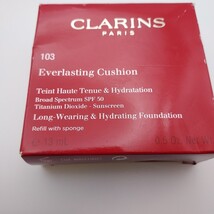 CLARINS
PARIS
103
Everlasting Cushion
Teint Haute Tenue & Hydratation
Broad Spectrum SPF 50
Titanium Dioxide - Sunscreen
Long-Wearing & Hydrating Foundation
Refill with sponge